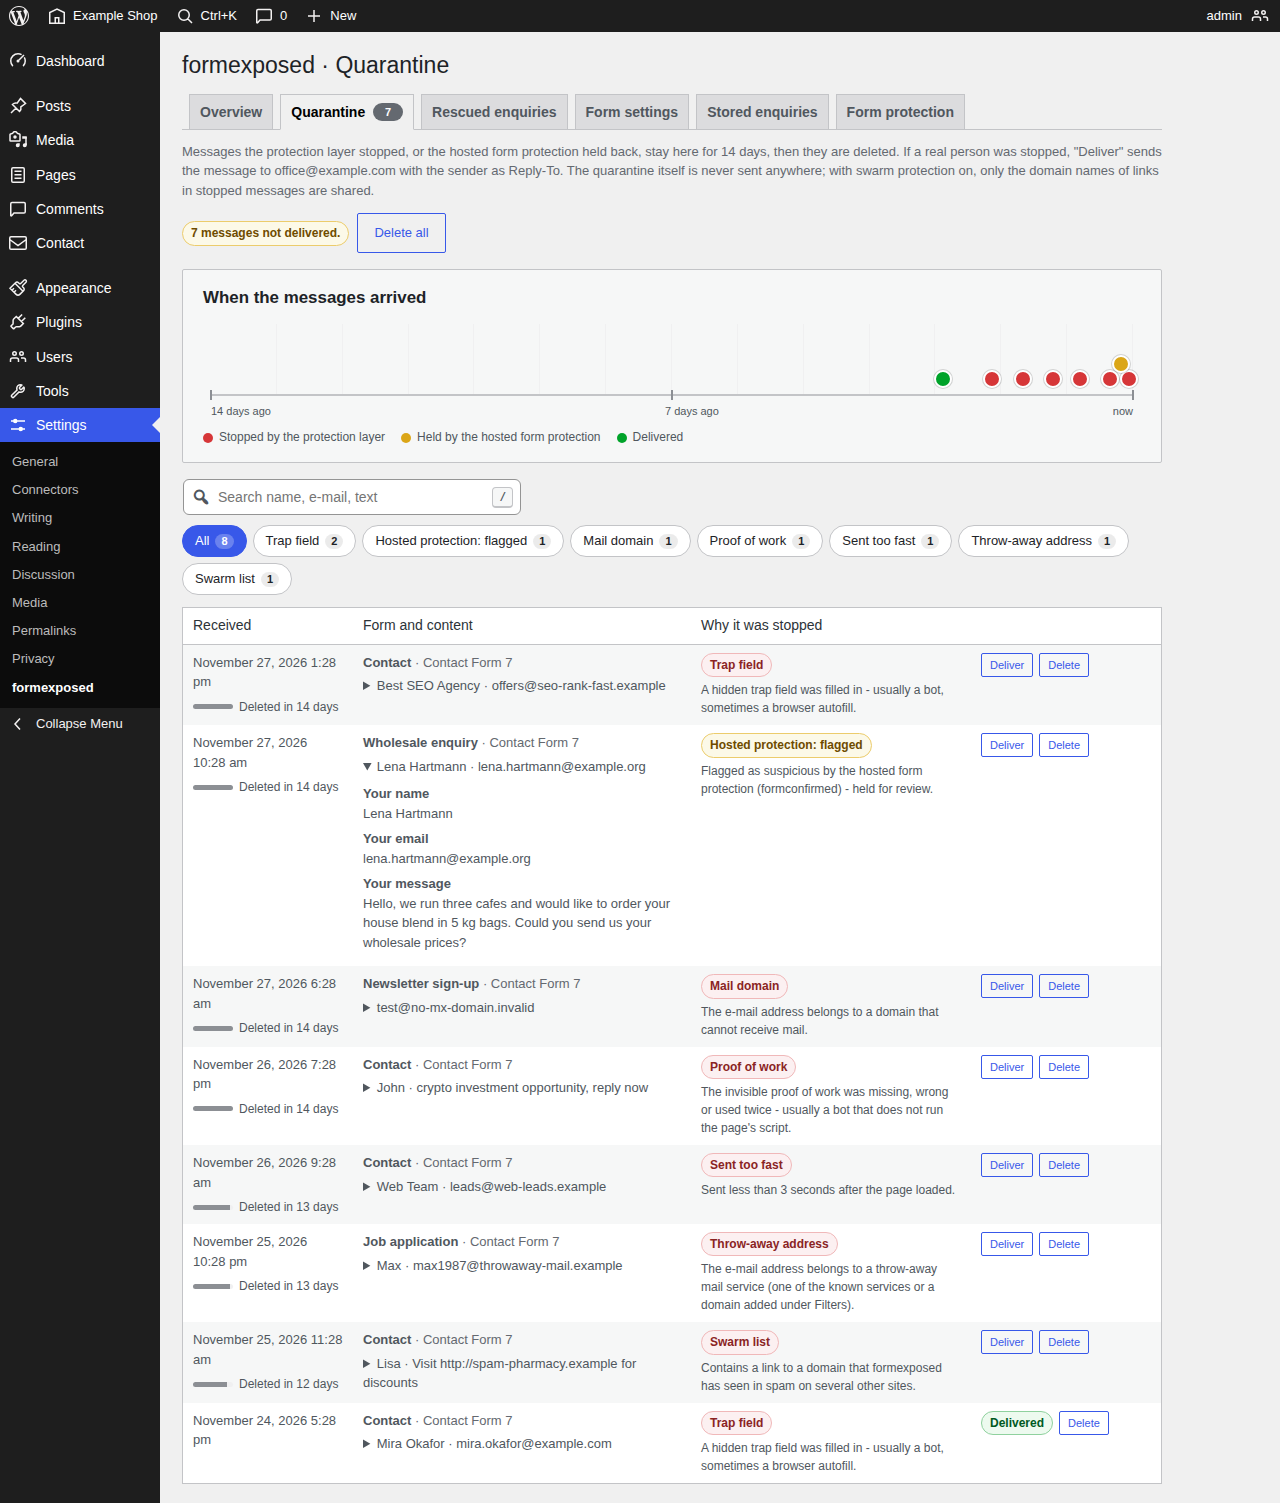 Example Shop
Ctrl+K
0
New
admin
Dashboard
Posts
Media
Pages
Comments
Contact
Appearance
Plugins
Users
Tools
Settings
General
Connectors
Writing
Reading
Discussion
Media
Permalinks
Privacy
formexposed
Collapse Menu
formexposed · Quarantine
Overview
Quarantine 7
Rescued enquiries
Form settings
Stored enquiries
Form protection
Messages the protection layer stopped, or the hosted form protection held back, stay here for 14 days, then they are deleted. If a real person was stopped, "Deliver" sends
the message to office@example.com with the sender as Reply-To. The quarantine itself is never sent anywhere; with swarm protection on, only the domain names of links
in stopped messages are shared.
7 messages not delivered.
Delete all
When the messages arrived
14 days ago
7 days ago
now
Stopped by the protection layer
Held by the hosted form protection
Delivered
Search name, e-mail, text
/
All 8
Trap field 2
Hosted protection: flagged 1
Mail domain 1
Proof of work 1
Sent too fast 1
Throw-away address 1
Swarm list 1
Received
Form and content
Why it was stopped
November 27, 2026 1:28
pm
Deleted in 14 days
Contact · Contact Form 7
Best SEO Agency · offers@seo-rank-fast.example
Trap field
A hidden trap field was filled in - usually a bot,
sometimes a browser autofill.
Deliver
Delete
November 27, 2026
10:28 am
Deleted in 14 days
Wholesale enquiry · Contact Form 7
Lena Hartmann · lena.hartmann@example.org
Your name
Lena Hartmann
Your email
lena.hartmann@example.org
Your message
Hello, we run three cafes and would like to order your
house blend in 5 kg bags. Could you send us your
wholesale prices?
Hosted protection: flagged
Flagged as suspicious by the hosted form
protection (formconfirmed) - held for review.
Deliver
Delete
November 27, 2026 6:28
am
Deleted in 14 days
Newsletter sign-up · Contact Form 7
test@no-mx-domain.invalid
Mail domain
The e-mail address belongs to a domain that
cannot receive mail.
Deliver
Delete
November 26, 2026 7:28
pm
Deleted in 14 days
Contact · Contact Form 7
John · crypto investment opportunity, reply now
Proof of work
The invisible proof of work was missing, wrong
or used twice - usually a bot that does not run
the page's script.
Deliver
Delete
November 26, 2026 9:28
am
Deleted in 13 days
Contact · Contact Form 7
Web Team · leads@web-leads.example
Sent too fast
Sent less than 3 seconds after the page loaded.
Deliver
Delete
November 25, 2026
10:28 pm
Deleted in 13 days
Job application · Contact Form 7
Max · max1987@throwaway-mail.example
Throw-away address
The e-mail address belongs to a throw-away
mail service (one of the known services or a
domain added under Filters).
Deliver
Delete
November 25, 2026 11:28
am
Deleted in 12 days
Contact · Contact Form 7
Lisa · Visit http://spam-pharmacy.example for
discounts
Swarm list
Contains a link to a domain that formexposed
has seen in spam on several other sites.
Deliver
Delete
November 24, 2026 5:28
pm
Contact · Contact Form 7
Mira Okafor · mira.okafor@example.com
Trap field
A hidden trap field was filled in - usually a bot,
sometimes a browser autofill.
Delivered
Delete